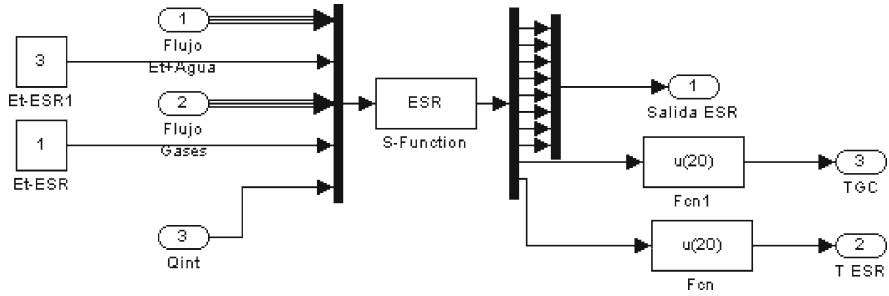 1
Flujo
Et+Agua
3
Et-ESR1
2
Flujo
Gases
1
Et-ESR
3
Qint
ESR
S-Function
1
Salida ESR
u(20)
Fcn1
3
TGC
u(20)
Fcn
2
T ESR